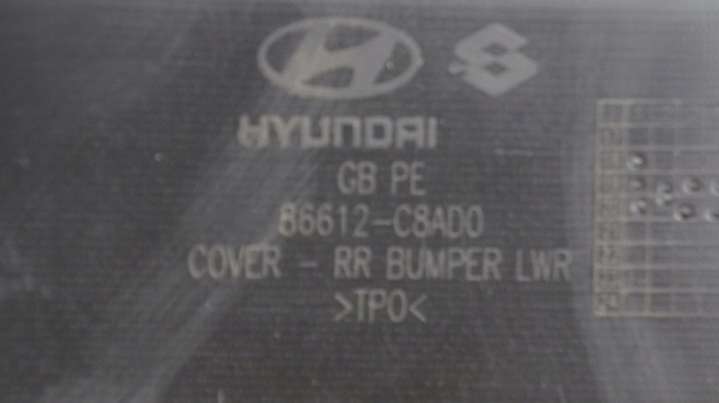 HYUNDAI
GB PE
86612-C8AD0
COVER - RR BUMPER LWR
>TPO<